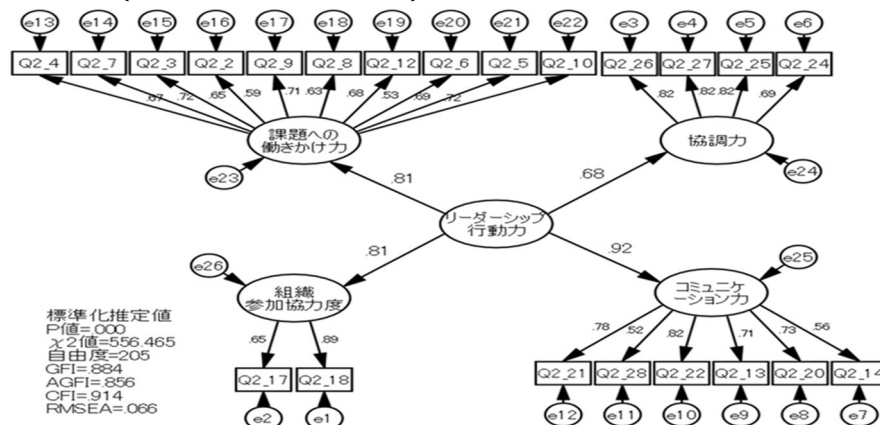 e13 e14 e15 e16 e17 e18 e19 e20 e21 e22 e3 e4 e5 e6
Q2_4 Q2_7 Q2_3 Q2_2 Q2_9 Q2_8 Q2_12 Q2_6 Q2_5 Q2_10 Q2_26 Q2_27 Q2_25 Q2_24
.67 .72 .65 .59 .71 .63 .68 .53 .69 .72 .82 .82 .82 .69
課題への
働きかけ力
協調力
e23
e24
.81
.68
リーダーシップ
行動力
.81
.92
e26
e25
組織
参加協力度
コミュニケ
ーション力
標準化推定値
P値=.000
χ2値=556.465
自由度=205
GFI=.884
AGFI=.856
CFI=.914
RMSEA=.066
.65 .89
.78 .52 .82 .71 .73 .56
Q2_17 Q2_18
Q2_21 Q2_28 Q2_22 Q2_13 Q2_20 Q2_14
e2 e1
e12 e11 e10 e9 e8 e7